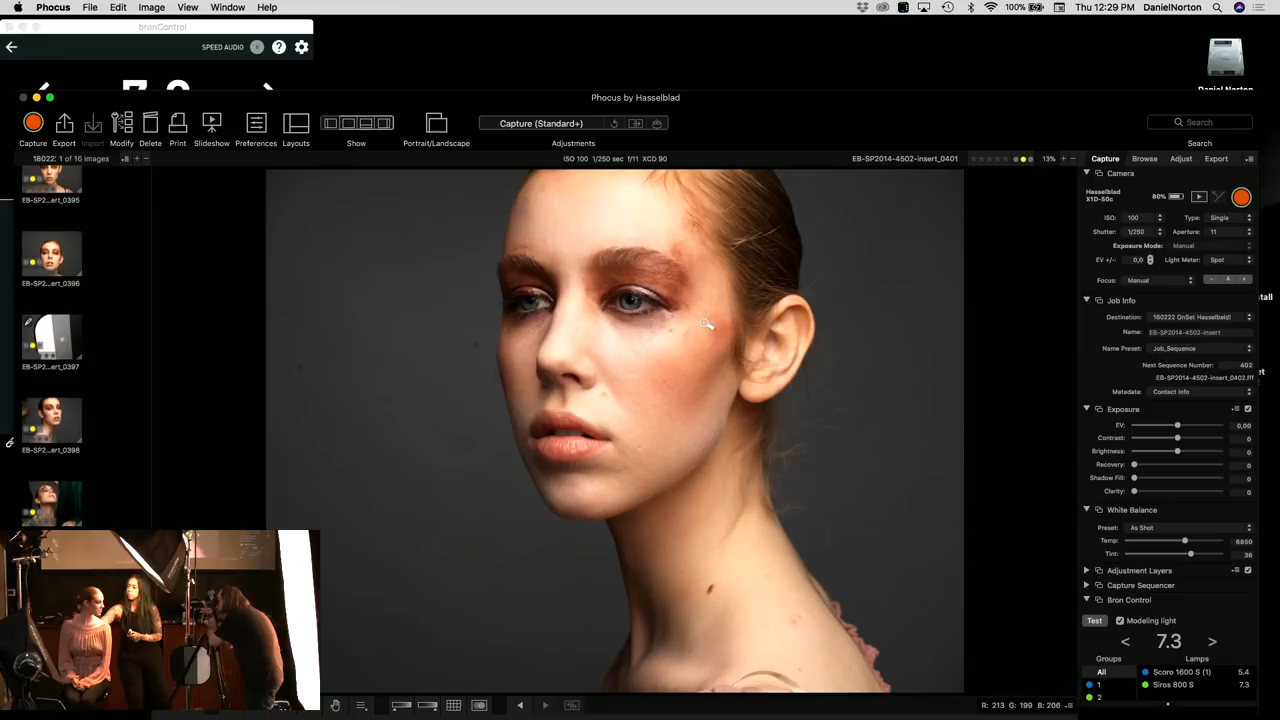 Phocus File Edit Image View Window Help
100% Thu 12:29 PM DanielNorton
bronControl
SPEED AUDIO
Daniel Norton
Phocus by Hasselblad
Capture Export Import Modify Delete Print Slideshow Preferences Layouts Show Portrait/Landscape Adjustments Search
Capture (Standard+)
Search
18022: 1 of 16 images
ISO 100 1/250 sec f/11 XCD 90
EB-SP2014-4502-insert_0401
13%
Capture Browse Adjust Export
EB-SP2...ert_0395
EB-SP2...ert_0396
EB-SP2...ert_0397
EB-SP2...ert_0398
Camera
Hasselblad
X1D-50c
80%
ISO: 100 Type: Single
Shutter: 1/250 Aperture: 11
Exposure Mode: Manual
EV +/-: 0,0 Light Meter: Spot
Focus: Manual - A +
Job Info
Destination: 180222 OnSet Hasselbeld!
Name: EB-SP2014-4502-insert
Name Preset: Job_Sequence
Next Sequence Number: 402
EB-SP2014-4502-insert_0402.fff
Metadata: Contact Info
Exposure
EV: 0,00
Contrast: 0
Brightness: 0
Recovery: 0
Shadow Fill: 0
Clarity: 0
White Balance
Preset: As Shot
Temp: 6850
Tint: 36
Adjustment Layers
Capture Sequencer
Bron Control
Test Modeling light
< 7.3 >
Groups Lamps
All Scoro 1600 S (1) 5.4
1 Siros 800 S 7.3
2
R: 213 G: 199 B: 206